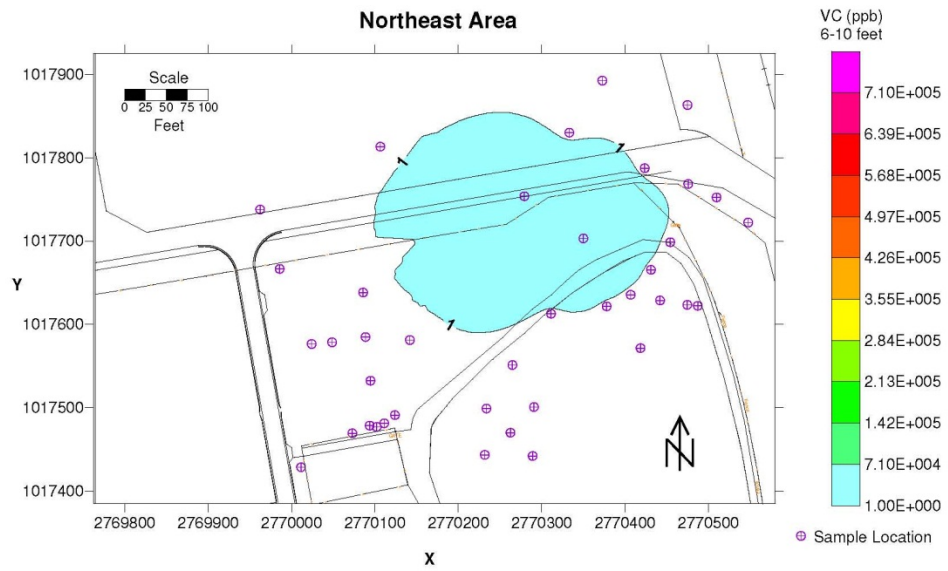 Northeast Area
VC (ppb)
6-10 feet
Scale
0 25 50 75 100
Feet
1017900
1017800
1017700
1017600
1017500
1017400
Y
1
1
1
N
7.10E+005
6.39E+005
5.68E+005
4.97E+005
4.26E+005
3.55E+005
2.84E+005
2.13E+005
1.42E+005
7.10E+004
1.00E+000
Sample Location
2769800 2769900 2770000 2770100 2770200 2770300 2770400 2770500
X